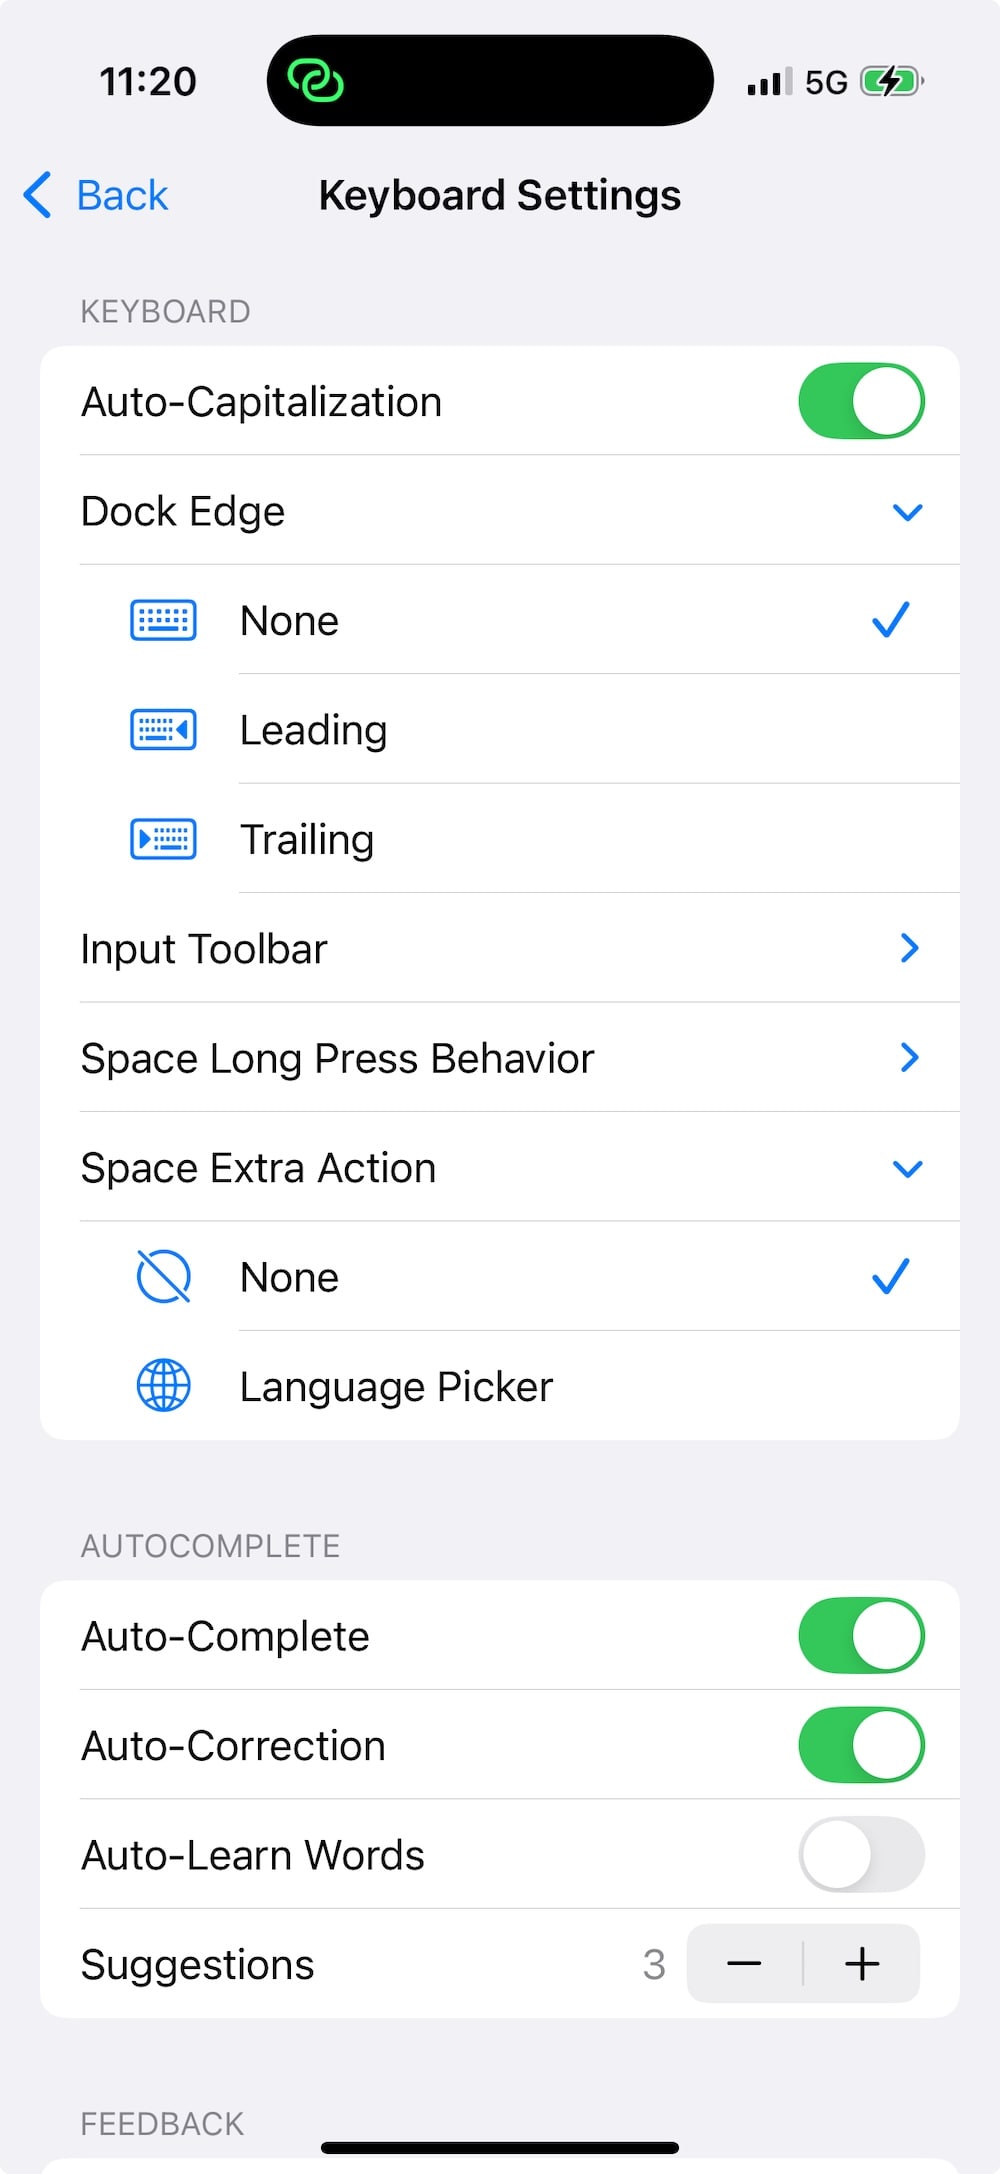 11:20
5G
Back
Keyboard Settings
KEYBOARD
Auto-Capitalization
Dock Edge
None
Leading
Trailing
Input Toolbar
Space Long Press Behavior
Space Extra Action
None
Language Picker
AUTOCOMPLETE
Auto-Complete
Auto-Correction
Auto-Learn Words
Suggestions 3 − +
FEEDBACK